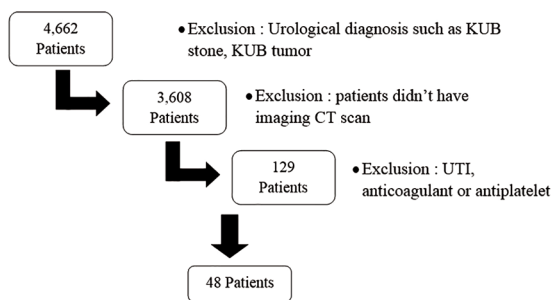 4,662
Patients
• Exclusion : Urological diagnosis such as KUB
stone, KUB tumor
3,608
Patients
• Exclusion : patients didn’t have
imaging CT scan
129
Patients
• Exclusion : UTI,
anticoagulant or antiplatelet
48 Patients